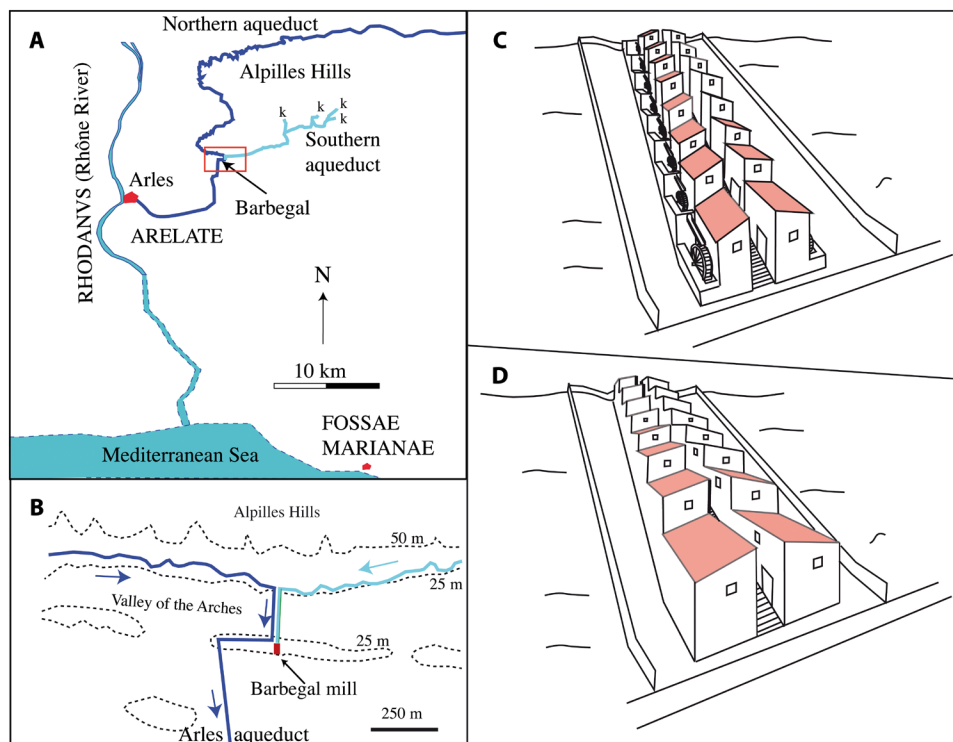 A
Northern aqueduct
Alpilles Hills
k
k
k
k
Southern
aqueduct
RHODANVS (Rhône River)
Arles
Barbegal
ARELATE
N
10 km
FOSSAE
MARIANAE
Mediterranean Sea
B
Alpilles Hills
50 m
25 m
Valley of the Arches
25 m
Barbegal mill
250 m
Arles aqueduct
C
D